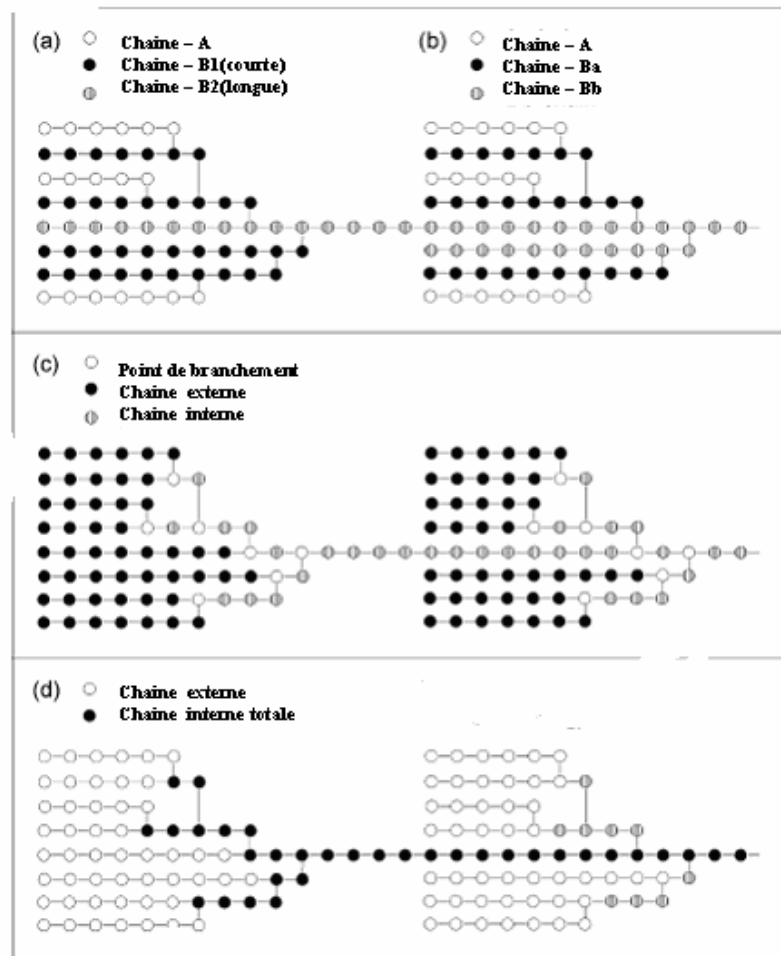 (a) Chaine – A
Chaine – B1(courte)
Chaine – B2(longue)
(b) Chaine – A
Chaine – Ba
Chaine – Bb
(c) Point de branchement
Chaine externe
Chaine interne
(d) Chaine externe
Chaine interne totale